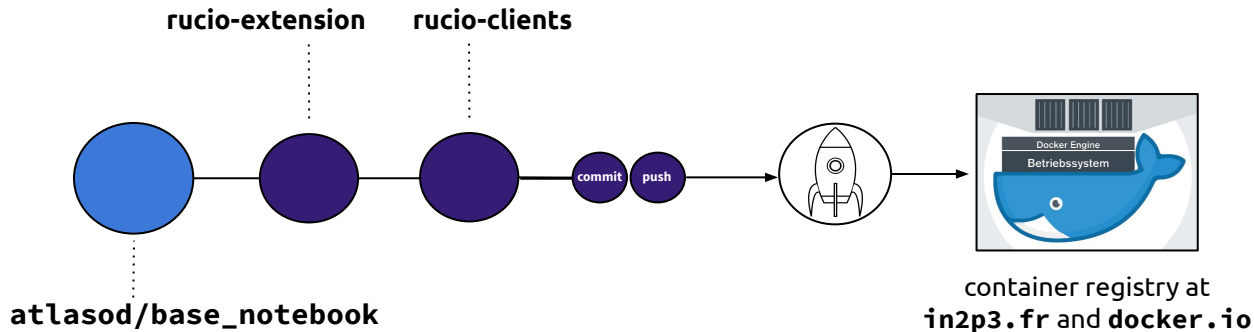 rucio-extension
rucio-clients
commit
push
Docker Engine
Betriebssystem
atlasod/base_notebook
container registry at
in2p3.fr and docker.io